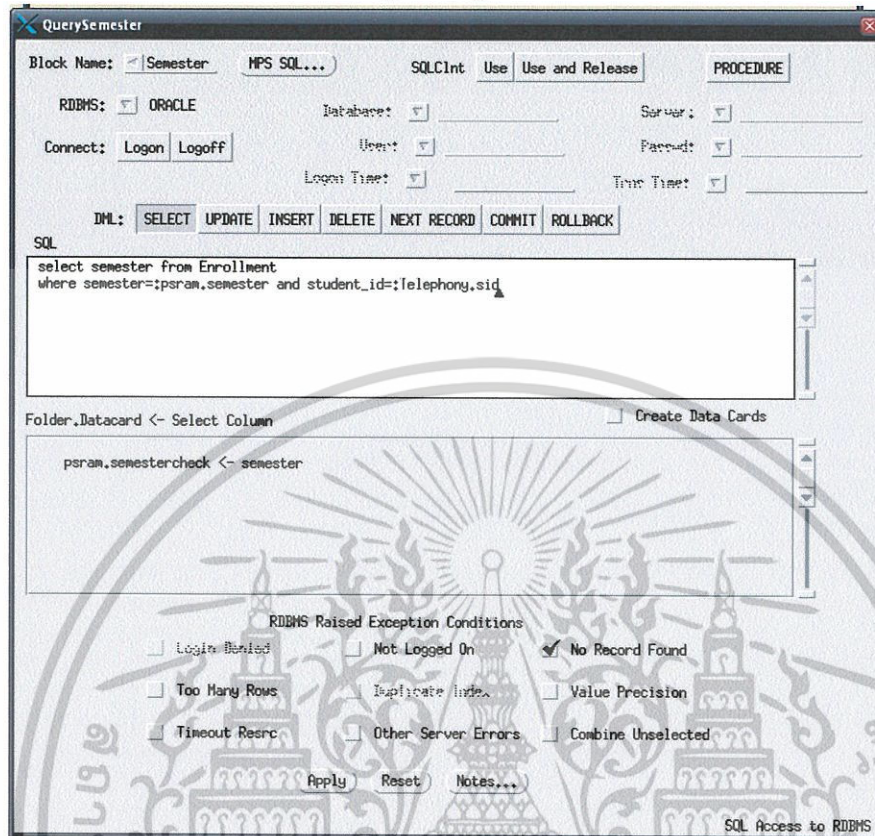 QuerySemester
Block Name: Semester MPS SQL... SQLClnt Use Use and Release PROCEDURE
RDBMS: ORACLE Database: Server:
Connect: Logon Logoff User: Passwd:
Logon Time: Tran Time:
DML: SELECT UPDATE INSERT DELETE NEXT RECORD COMMIT ROLLBACK
SQL
select semester from Enrollment
where semester=:psram.semester and student_id=:Telephony.sid
Folder.Datacard <- Select Column Create Data Cards
psram.semestercheck <- semester
RDBMS Raised Exception Conditions
Login Denied Not Logged On No Record Found
Too Many Rows Duplicate Index Value Precision
Timeout Resrc Other Server Errors Combine Unselected
Apply Reset Notes...
SQL Access to RDBMS